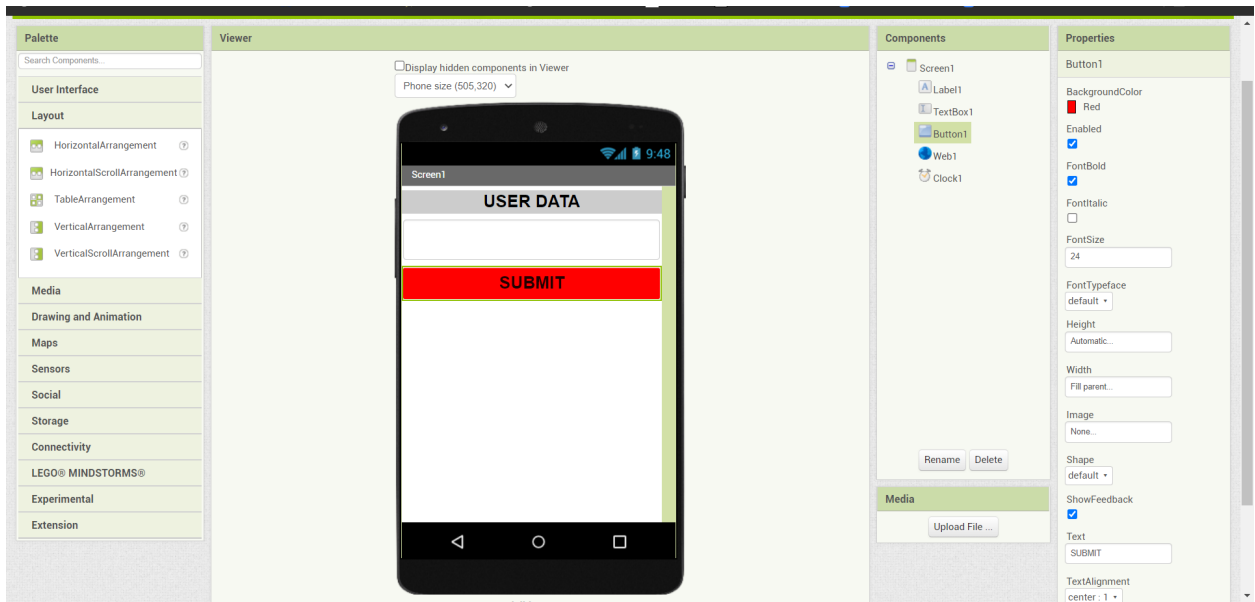 Palette
Search Components...
User Interface
Layout
HorizontalArrangement ?
HorizontalScrollArrangement ?
TableArrangement ?
VerticalArrangement ?
VerticalScrollArrangement ?
Media
Drawing and Animation
Maps
Sensors
Social
Storage
Connectivity
LEGO® MINDSTORMS®
Experimental
Extension
Viewer
Display hidden components in Viewer
Phone size (505,320)
9:48
Screen1
USER DATA
SUBMIT
Components
Screen1
A Label1
TextBox1
Button1
Web1
Clock1
Rename Delete
Media
Upload File ...
Properties
Button1
BackgroundColor
Red
Enabled
FontBold
FontItalic
FontSize
24
FontTypeface
default
Height
Automatic...
Width
Fill parent...
Image
None...
Shape
default
ShowFeedback
Text
SUBMIT
TextAlignment
center : 1